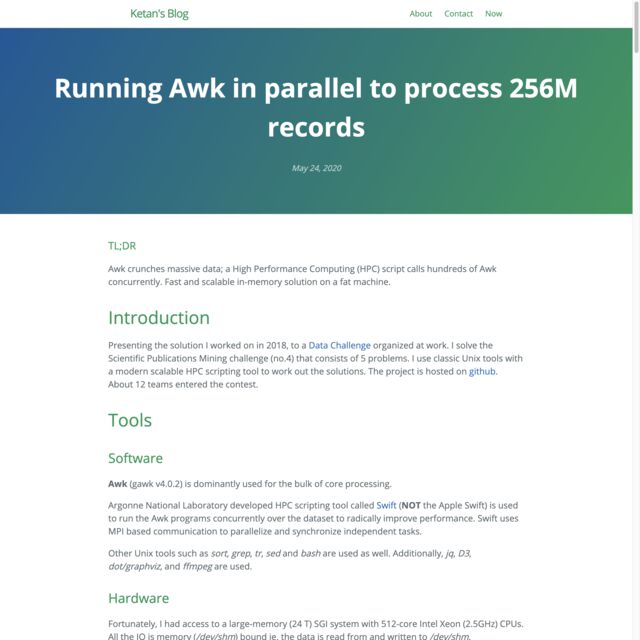 Ketan's Blog
About Contact Now
Running Awk in parallel to process 256M
records
May 24, 2020
TL;DR
Awk crunches massive data; a High Performance Computing (HPC) script calls hundreds of Awk
concurrently. Fast and scalable in-memory solution on a fat machine.
Introduction
Presenting the solution I worked on in 2018, to a Data Challenge organized at work. I solve the
Scientific Publications Mining challenge (no.4) that consists of 5 problems. I use classic Unix tools with
a modern scalable HPC scripting tool to work out the solutions. The project is hosted on github.
About 12 teams entered the contest.
Tools
Software
Awk (gawk v4.0.2) is dominantly used for the bulk of core processing.
Argonne National Laboratory developed HPC scripting tool called Swift (NOT the Apple Swift) is used
to run the Awk programs concurrently over the dataset to radically improve performance. Swift uses
MPI based communication to parallelize and synchronize independent tasks.
Other Unix tools such as sort, grep, tr, sed and bash are used as well. Additionally, jq, D3,
dot/graphviz, and ffmpeg are used.
Hardware
Fortunately, I had access to a large-memory (24 T) SGI system with 512-core Intel Xeon (2.5GHz) CPUs.
All the IO is memory (/dev/shm) bound ie. the data is read from and written to /dev/shm.